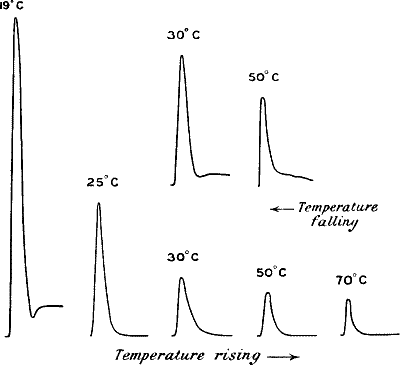 19°C
30°C
50°C
25°C
← Temperature
falling
30°C
50°C
70°C
Temperature rising →